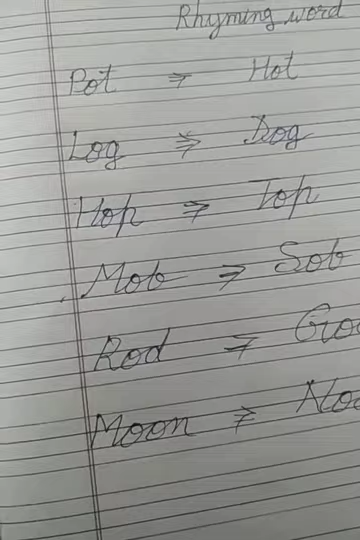 Rhyming word
Pot ⇒ Hot
Log ⇒ Dog
Hop ⇒ Top
Mob ⇒ Sob
Rod ⇒
Moon ⇒